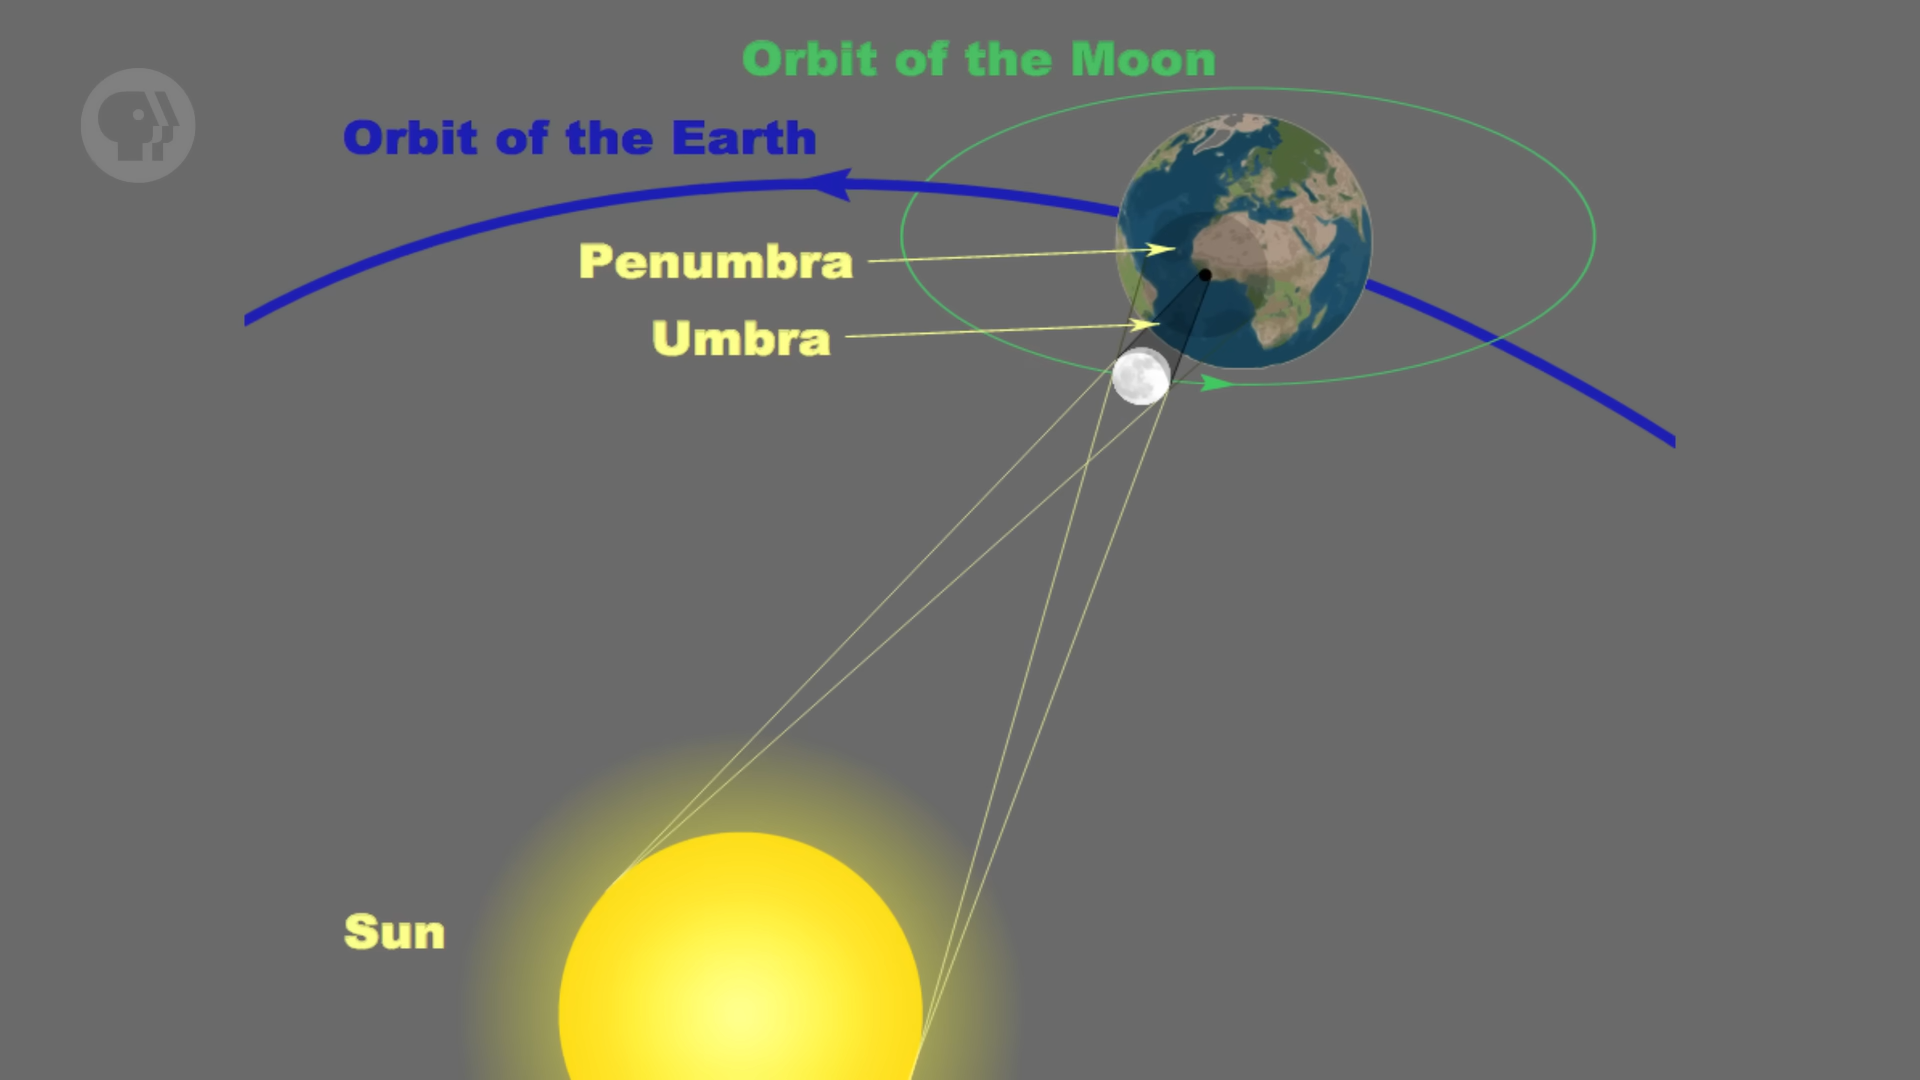 Orbit of the Moon
Orbit of the Earth
Penumbra
Umbra
Sun